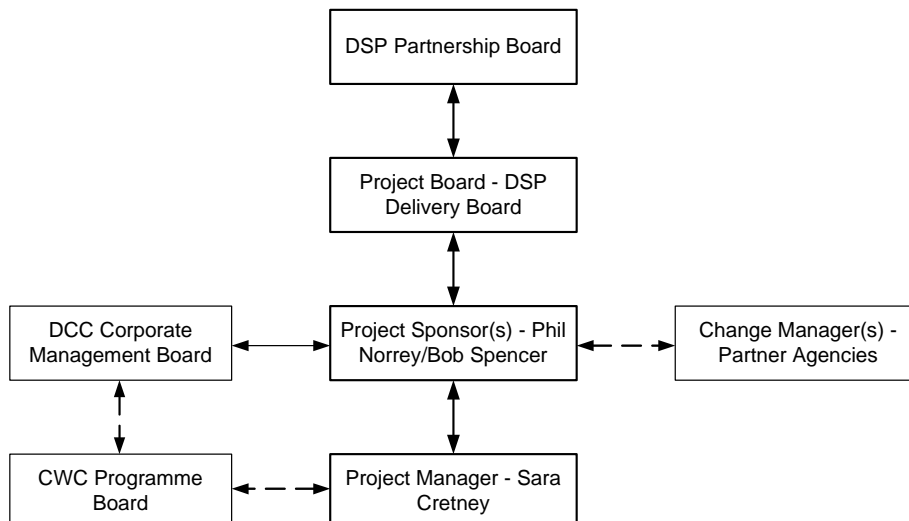 DSP Partnership Board
Project Board - DSP
Delivery Board
DCC Corporate
Management Board
Project Sponsor(s) - Phil
Norrey/Bob Spencer
Change Manager(s) -
Partner Agencies
CWC Programme
Board
Project Manager - Sara
Cretney